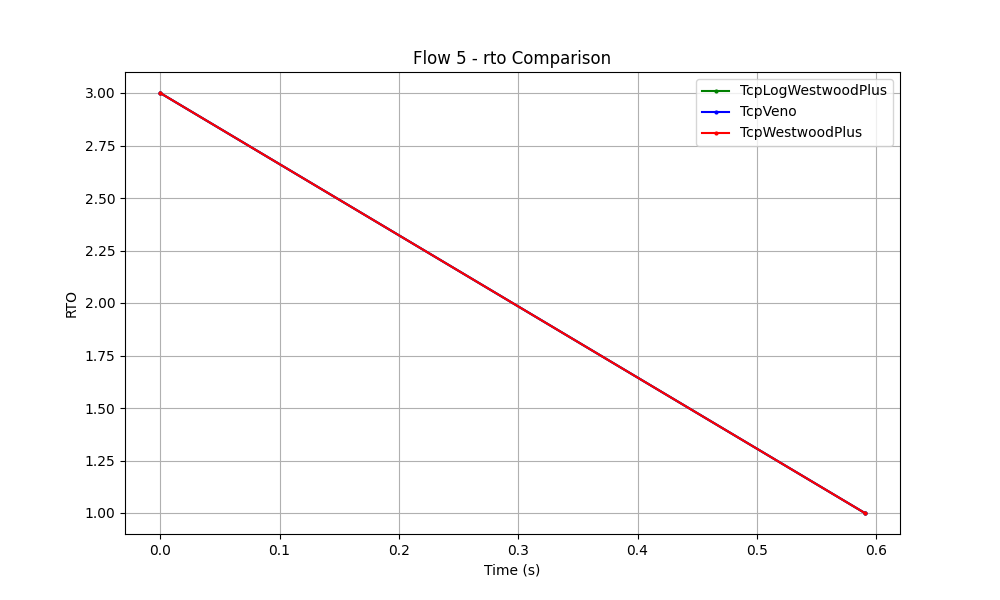 Flow 5 - rto Comparison
TcpLogWestwoodPlus
TcpVeno
TcpWestwoodPlus
RTO
3.00
2.75
2.50
2.25
2.00
1.75
1.50
1.25
1.00
0.0 0.1 0.2 0.3 0.4 0.5 0.6
Time (s)